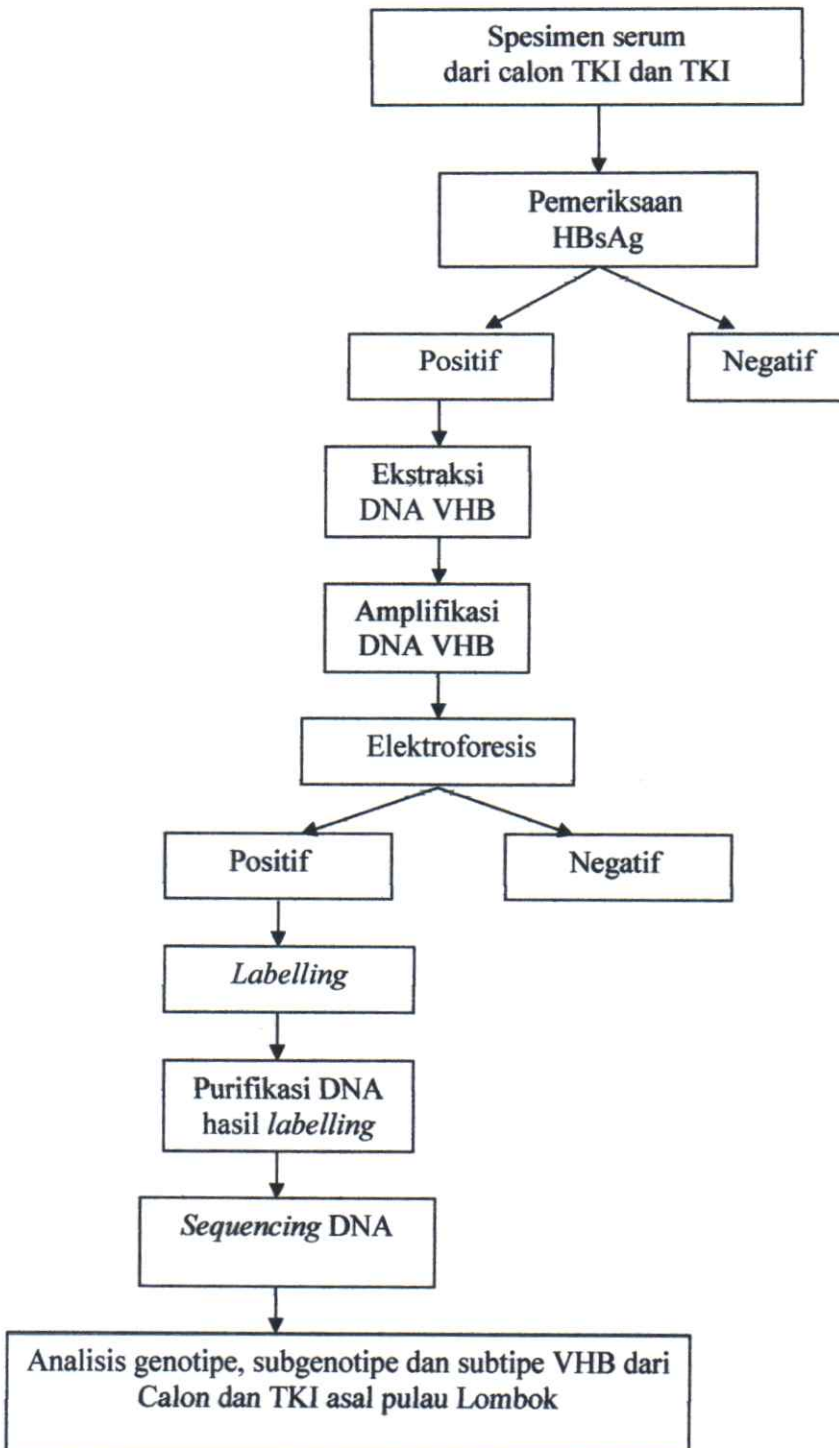 Spesimen serum
dari calon TKI dan TKI
Pemeriksaan
HBsAg
Positif
Negatif
Ekstraksi
DNA VHB
Amplifikasi
DNA VHB
Elektroforesis
Positif
Negatif
Labelling
Purifikasi DNA
hasil labelling
Sequencing DNA
Analisis genotipe, subgenotipe dan subtipe VHB dari
Calon dan TKI asal pulau Lombok